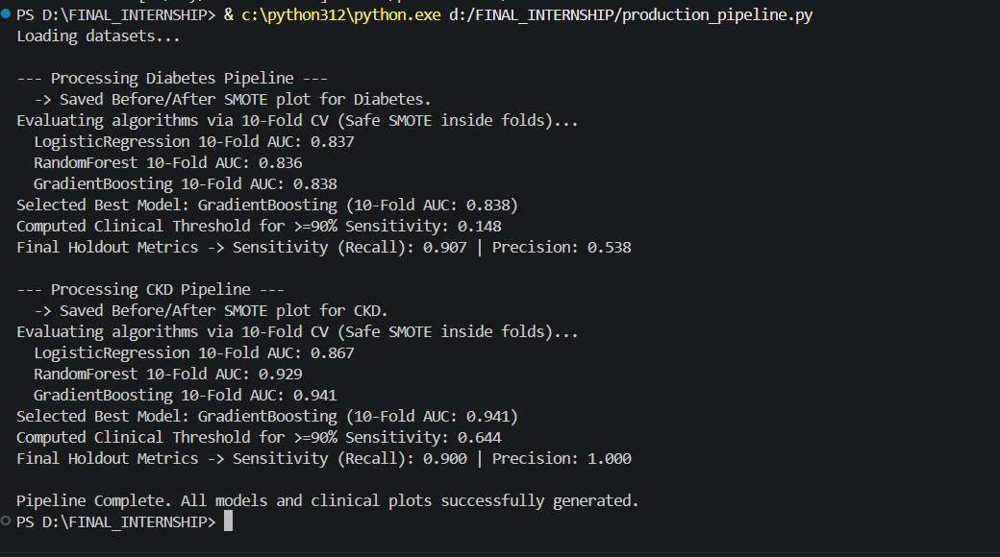 PS D:\FINAL_INTERNSHIP> & c:\python312\python.exe d:/FINAL_INTERNSHIP/production_pipeline.py
Loading datasets...
--- Processing Diabetes Pipeline ---
-> Saved Before/After SMOTE plot for Diabetes.
Evaluating algorithms via 10-Fold CV (Safe SMOTE inside folds)...
LogisticRegression 10-Fold AUC: 0.837
RandomForest 10-Fold AUC: 0.836
GradientBoosting 10-Fold AUC: 0.838
Selected Best Model: GradientBoosting (10-Fold AUC: 0.838)
Computed Clinical Threshold for >=90% Sensitivity: 0.148
Final Holdout Metrics -> Sensitivity (Recall): 0.907 | Precision: 0.538
--- Processing CKD Pipeline ---
-> Saved Before/After SMOTE plot for CKD.
Evaluating algorithms via 10-Fold CV (Safe SMOTE inside folds)...
LogisticRegression 10-Fold AUC: 0.867
RandomForest 10-Fold AUC: 0.929
GradientBoosting 10-Fold AUC: 0.941
Selected Best Model: GradientBoosting (10-Fold AUC: 0.941)
Computed Clinical Threshold for >=90% Sensitivity: 0.644
Final Holdout Metrics -> Sensitivity (Recall): 0.900 | Precision: 1.000
Pipeline Complete. All models and clinical plots successfully generated.
PS D:\FINAL_INTERNSHIP>